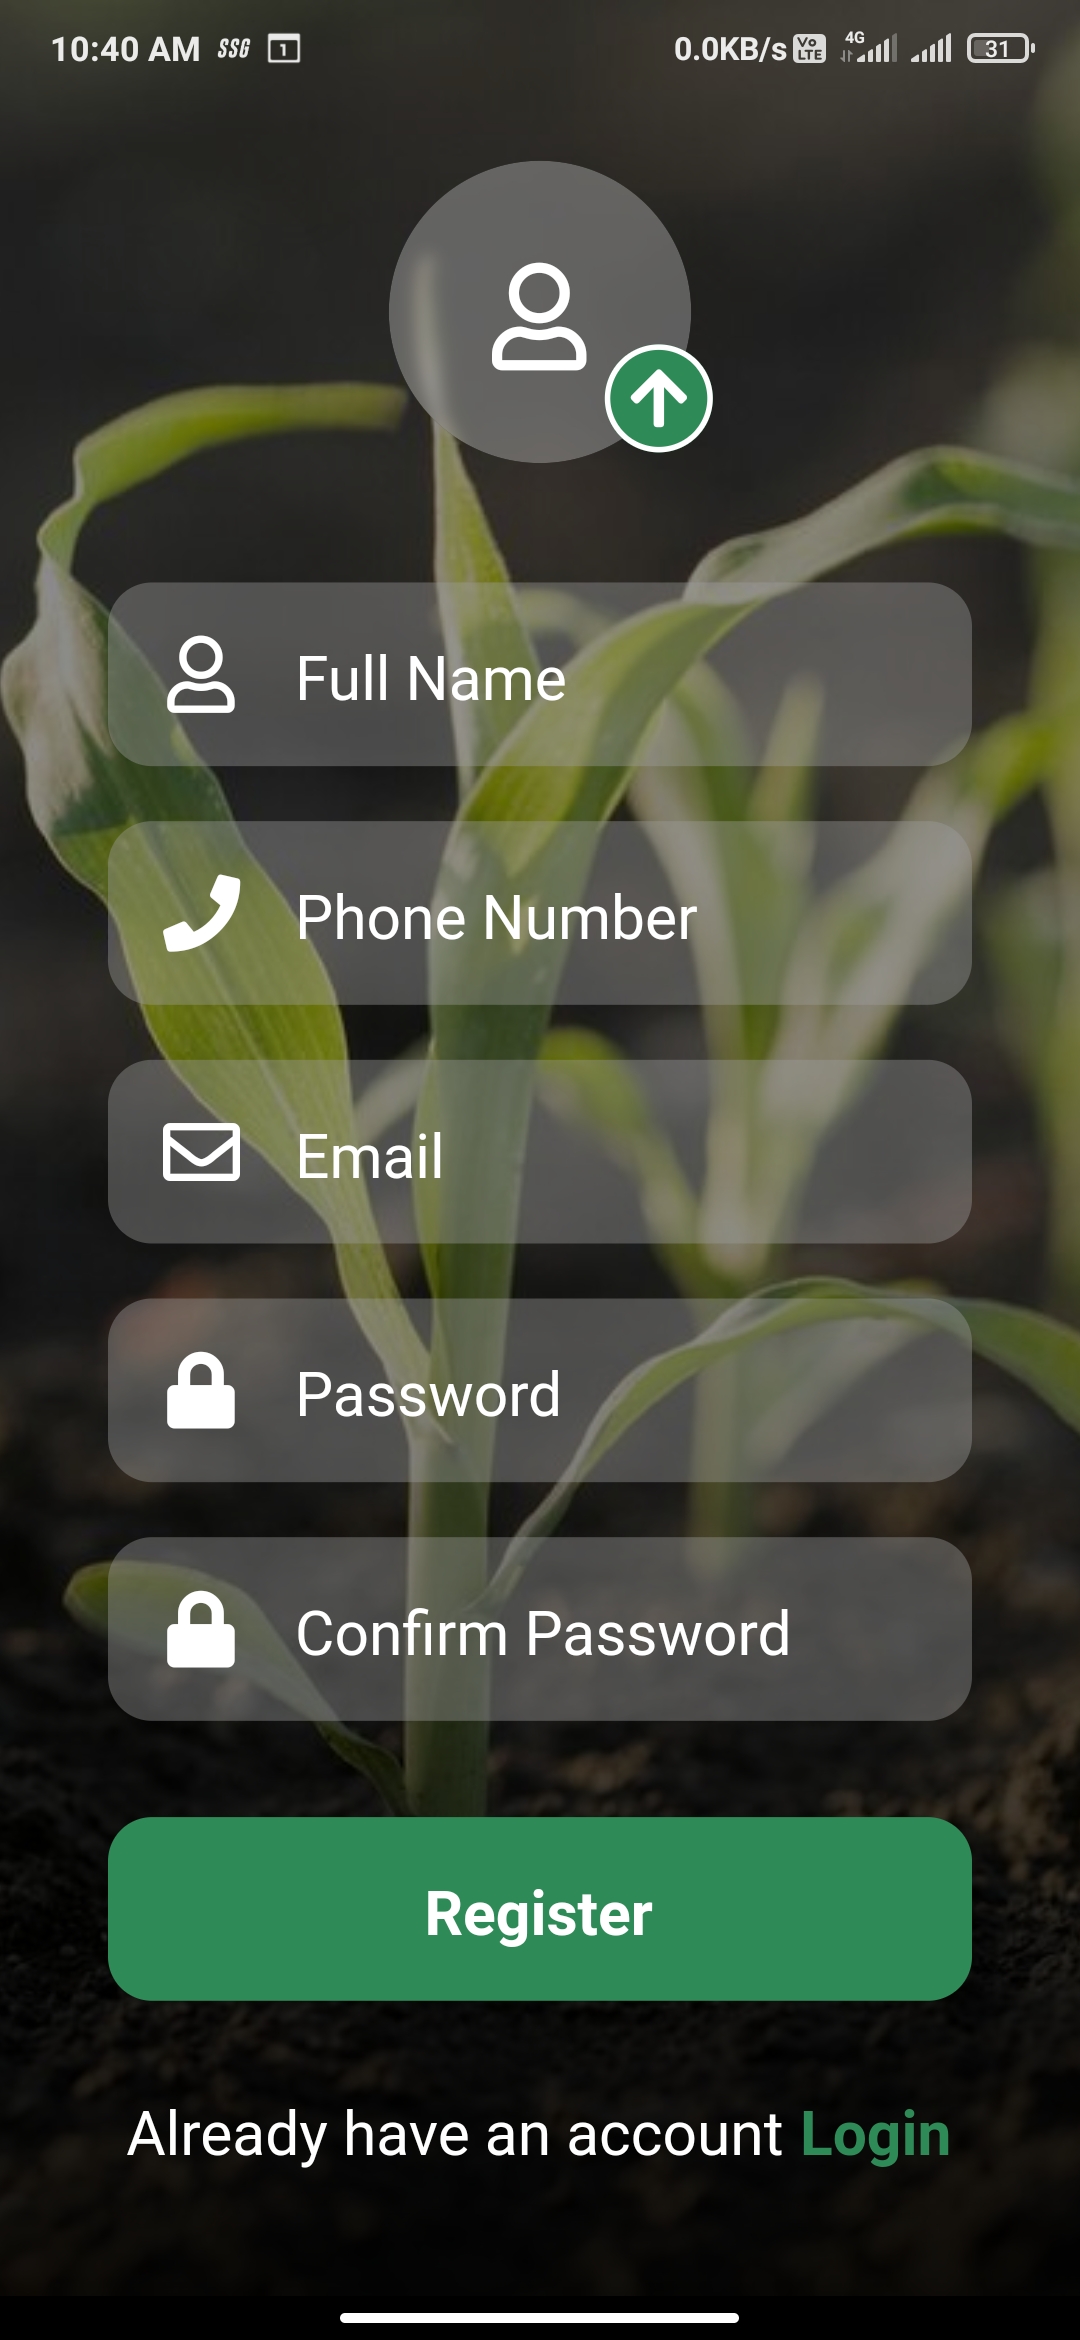 10:40 AM SSG 1 0.0KB/s Vo LTE 4G 31
Full Name
Phone Number
Email
Password
Confirm Password
Register
Already have an account Login